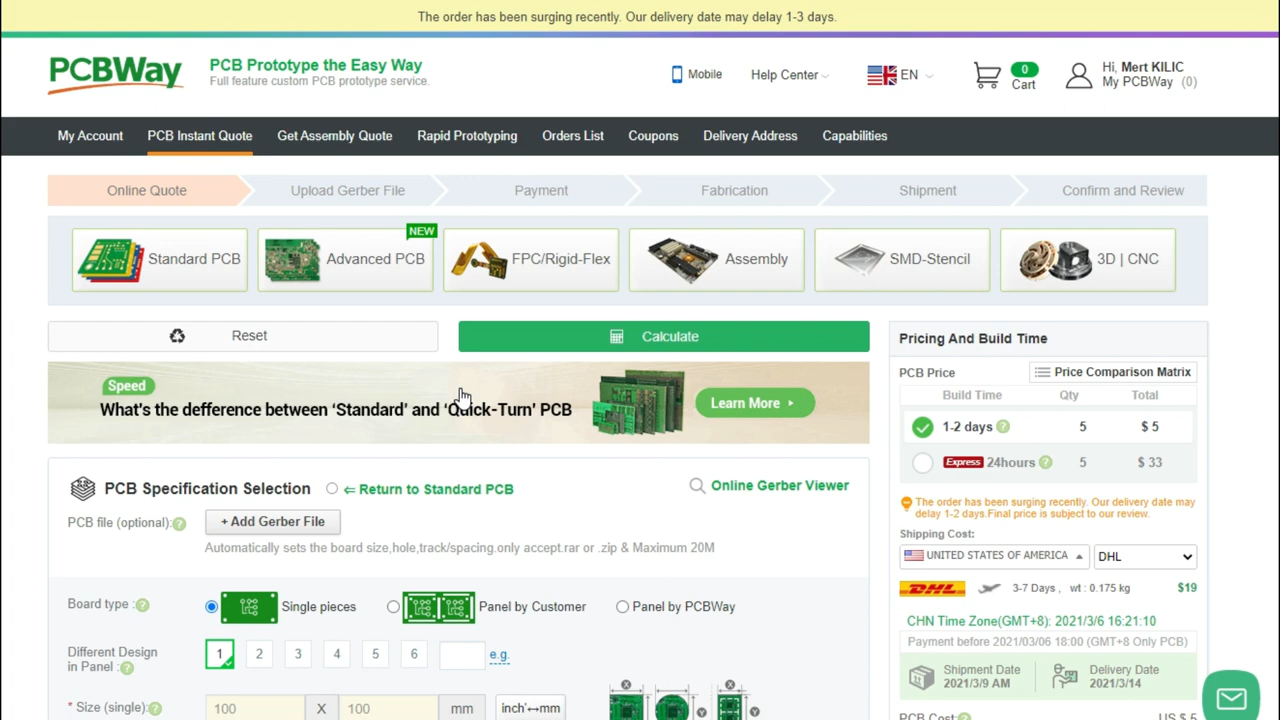 The order has been surging recently. Our delivery date may delay 1-3 days.
PCBWay
PCB Prototype the Easy Way
Full feature custom PCB prototype service.
Mobile
Help Center
EN
0
Cart
Hi, Mert KILIC
My PCBWay (0)
My Account
PCB Instant Quote
Get Assembly Quote
Rapid Prototyping
Orders List
Coupons
Delivery Address
Capabilities
Online Quote
Upload Gerber File
Payment
Fabrication
Shipment
Confirm and Review
Standard PCB
NEW
Advanced PCB
FPC/Rigid-Flex
Assembly
SMD-Stencil
3D | CNC
Reset
Calculate
Speed
What's the defference between ‘Standard’ and ‘Quick-Turn’ PCB
Learn More
PCB Specification Selection
⇐ Return to Standard PCB
Online Gerber Viewer
PCB file (optional):
+ Add Gerber File
Automatically sets the board size,hole,track/spacing.only accept.rar or .zip & Maximum 20M
Board type :
Single pieces
Panel by Customer
Panel by PCBWay
Different Design
in Panel :
1
2
3
4
5
6
e.g.
* Size (single):
100
X
100
mm
inch↔mm
X
X
X
Y
Y
Y
Pricing And Build Time
PCB Price
Price Comparison Matrix
Build Time
Qty
Total
1-2 days
5
$ 5
Express 24hours
5
$ 33
The order has been surging recently. Our delivery date may
delay 1-2 days.Final price is subject to our review.
Shipping Cost:
UNITED STATES OF AMERICA
DHL
DHL
3-7 Days , wt : 0.175 kg
$19
CHN Time Zone(GMT+8): 2021/3/6 16:21:10
Payment before 2021/03/06 18:00 (GMT+8 Only PCB)
Shipment Date
2021/3/9 AM
Delivery Date
2021/3/14
PCB Cost:
US $ 5